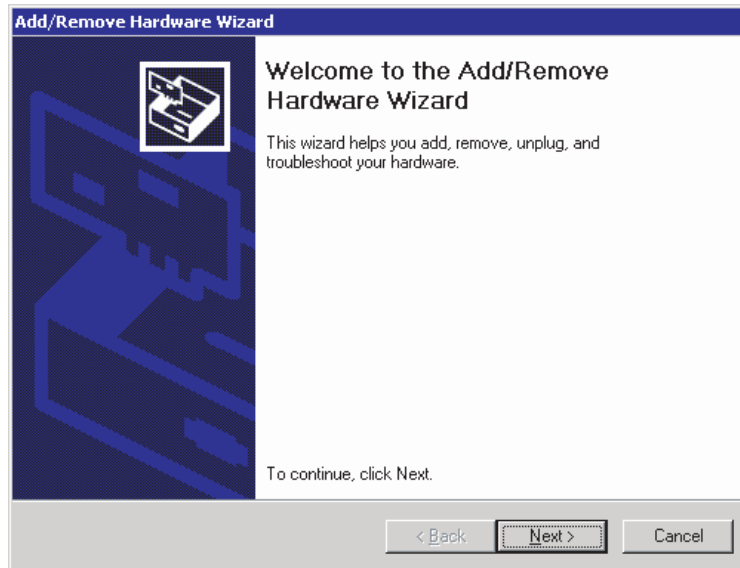 Add/Remove Hardware Wizard
Welcome to the Add/Remove
Hardware Wizard
This wizard helps you add, remove, unplug, and
troubleshoot your hardware.
To continue, click Next.
< Back Next > Cancel